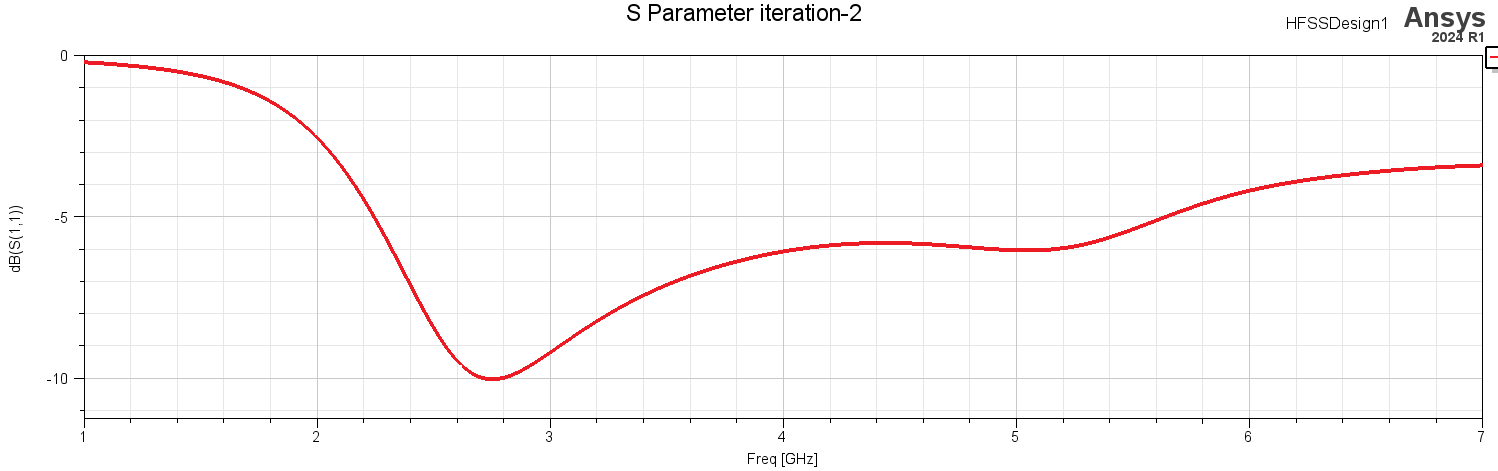 S Parameter iteration-2
HFSSDesign1
Ansys
2024 R1
0
-5
-10
dB(S(1,1))
1
2
3
4
5
6
7
Freq [GHz]